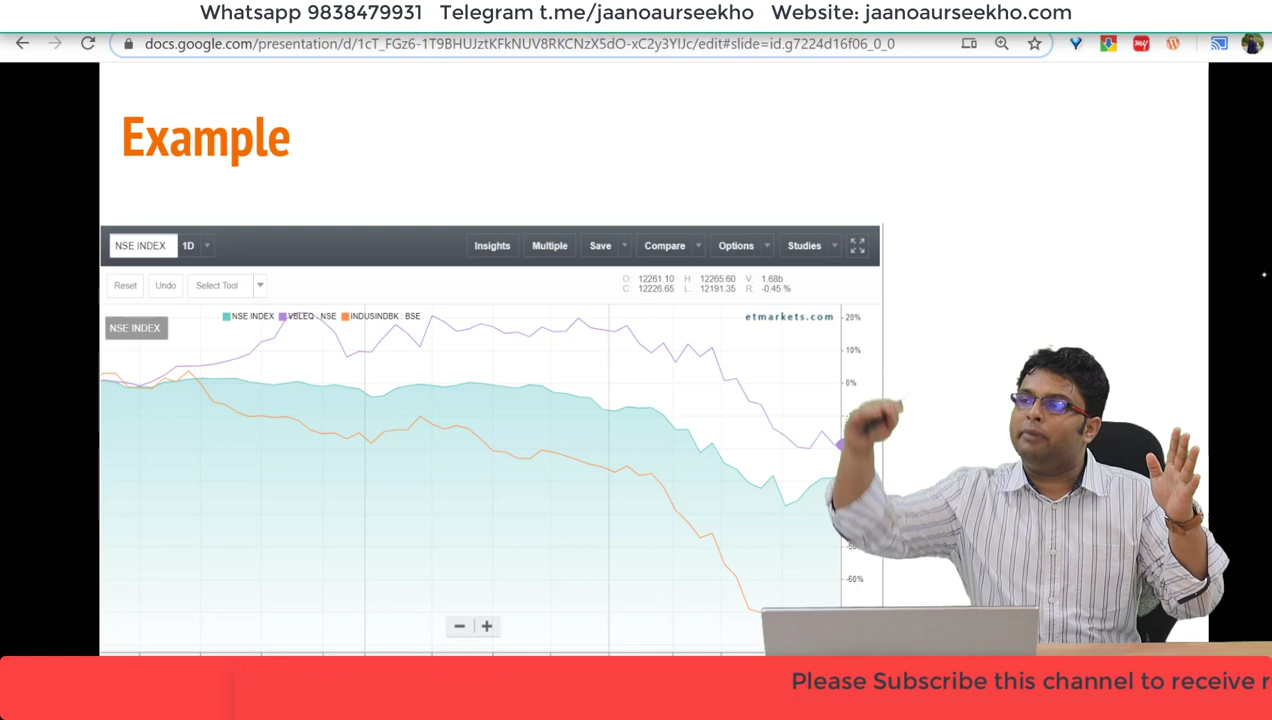 Whatsapp 9838479931 Telegram t.me/jaanoaurseekho Website: jaanoaurseekho.com
docs.google.com/presentation/d/1cT_FGz6-1T9BHUJztKFkNUV8RKCNzX5dO-xC2y3YIJc/edit#slide=id.g7224d16f06_0_0
Example
NSE INDEX 1D Insights Multiple Save Compare Options Studies
Reset Undo Select Tool
O: 12261.10 H: 12265.60 V: 1.68b
C: 12226.65 L: 12191.35 R: -0.45 %
NSE INDEX VBLEQ : NSE INDUSINDBK : BSE
etmarkets.com
NSE INDEX
20%
10%
0%
-60%
Please Subscribe this channel to receive r